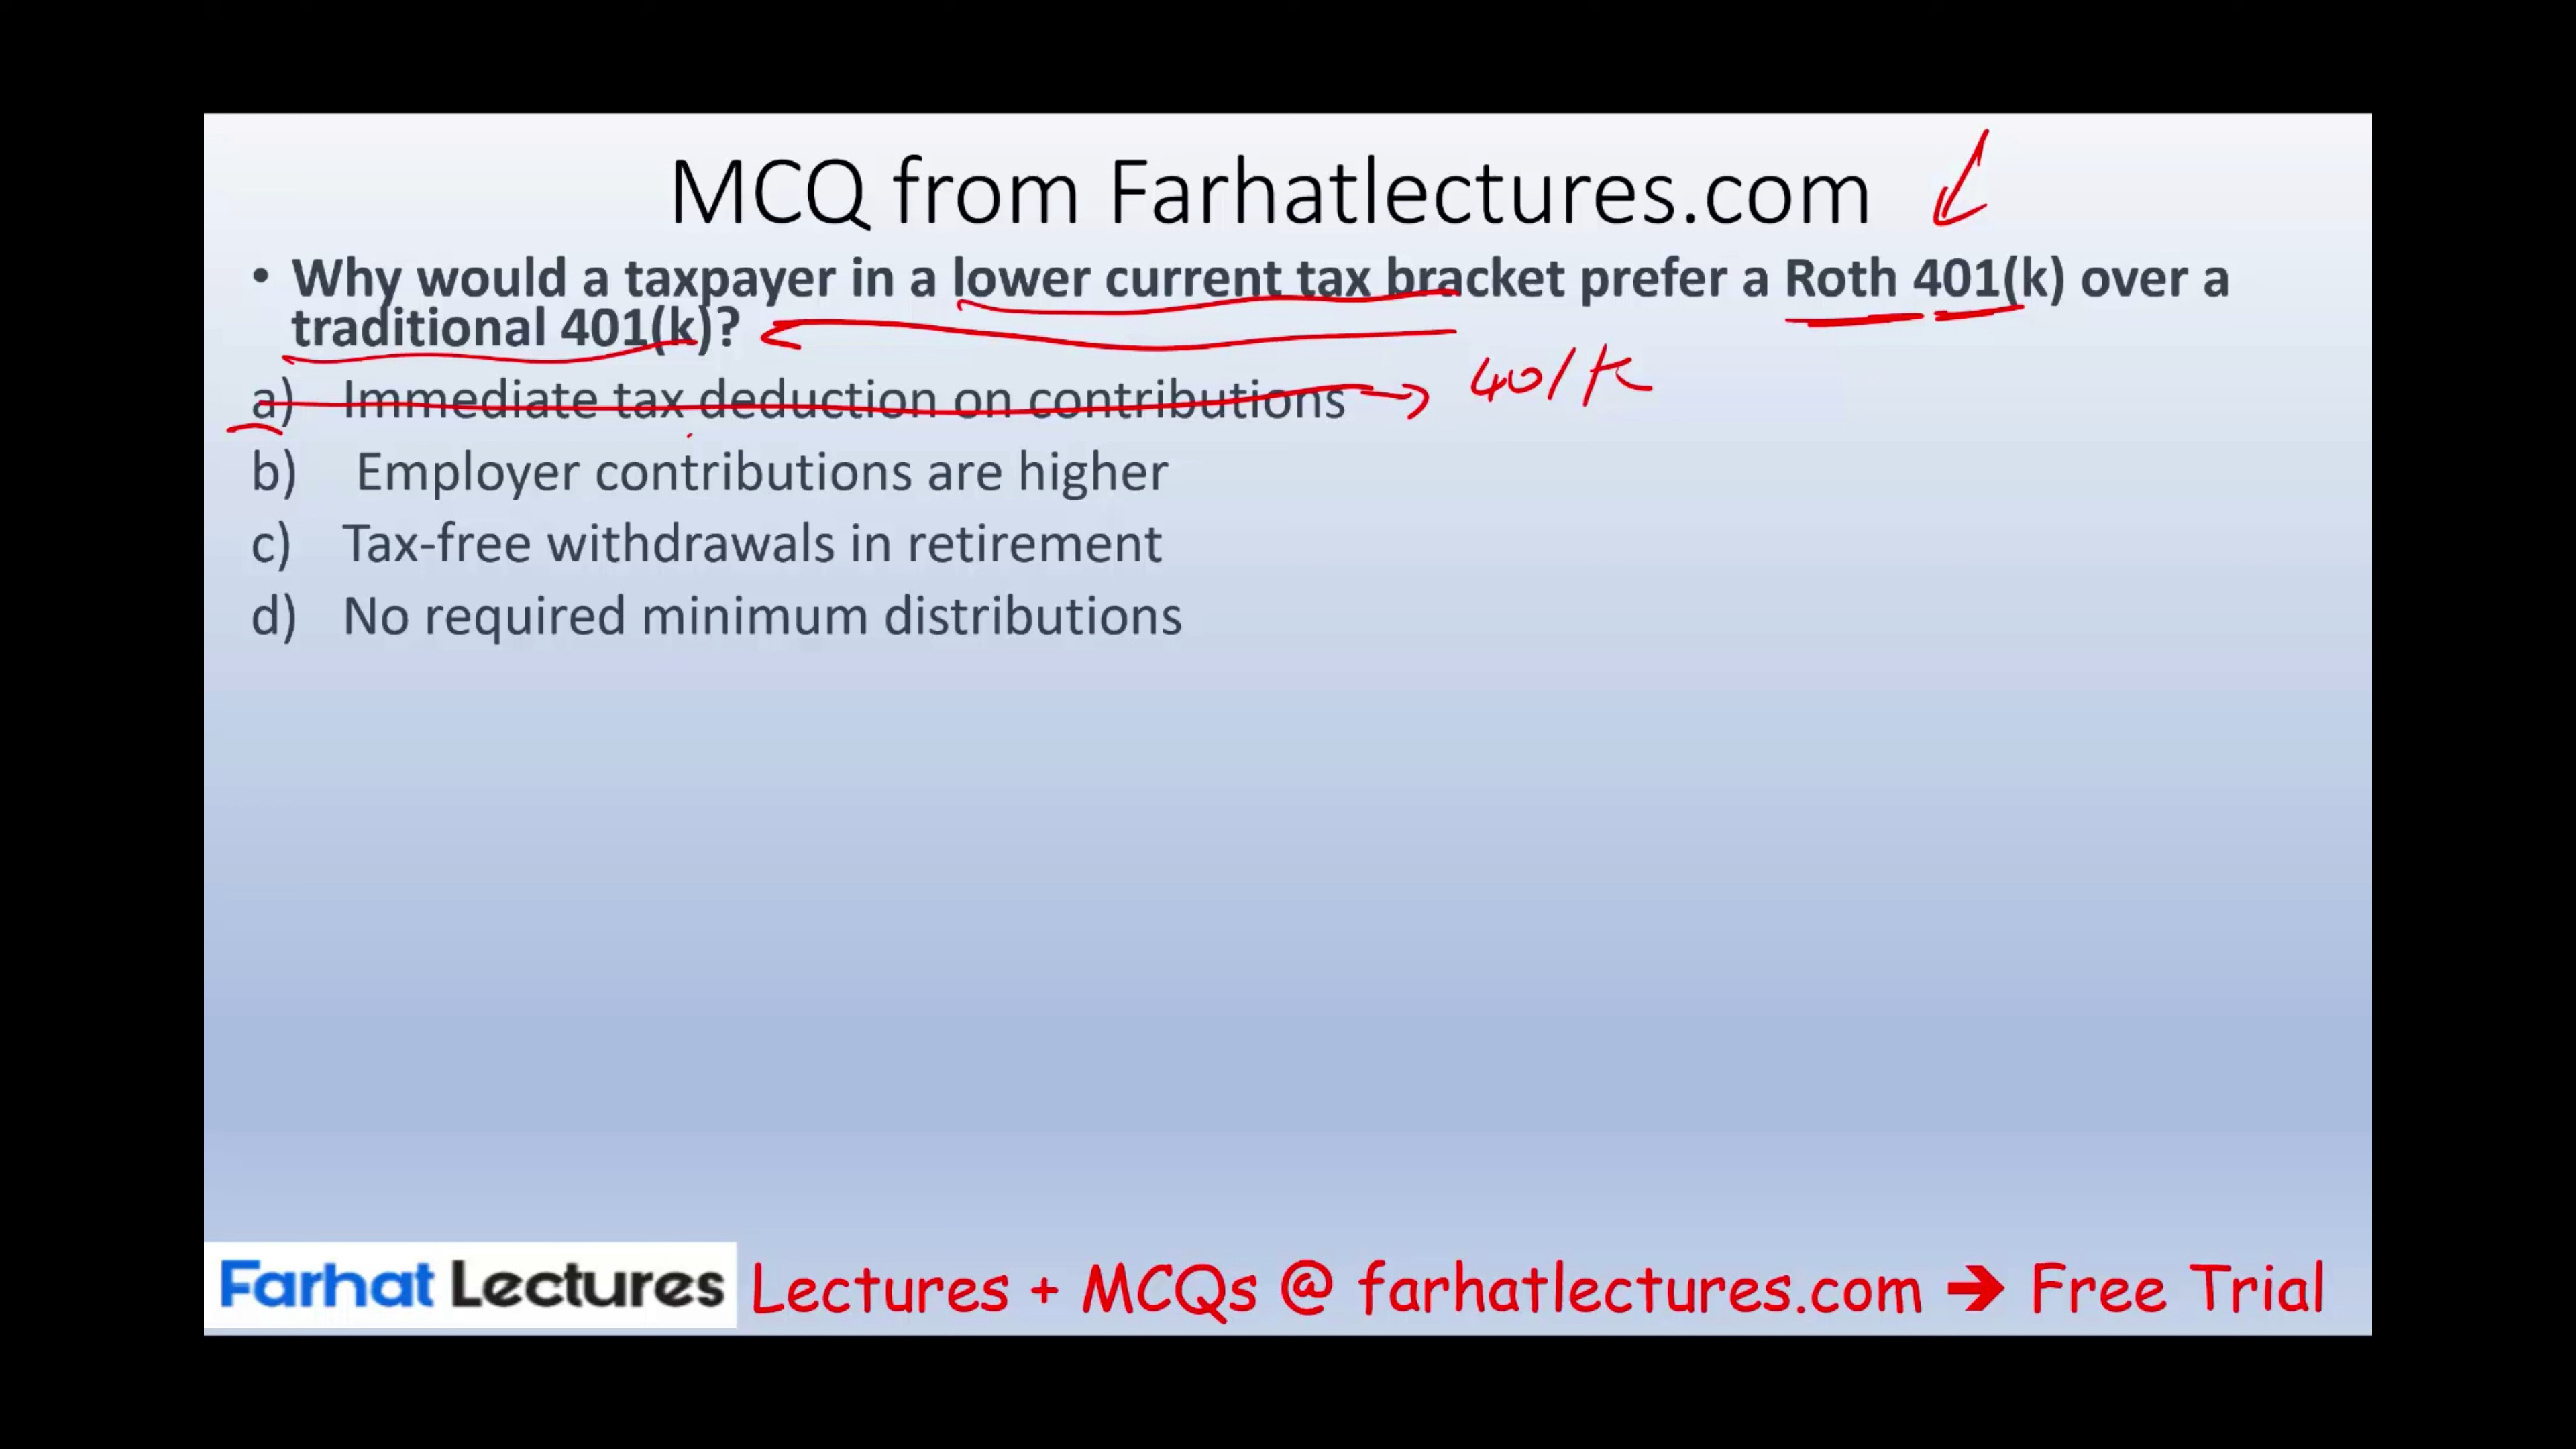 MCQ from Farhatlectures.com
• Why would a taxpayer in a lower current tax bracket prefer a Roth 401(k) over a
traditional 401(k)?
a) Immediate tax deduction on contributions → 401k
b) Employer contributions are higher
c) Tax-free withdrawals in retirement
d) No required minimum distributions
Farhat Lectures Lectures + MCQs @ farhatlectures.com ➔ Free Trial